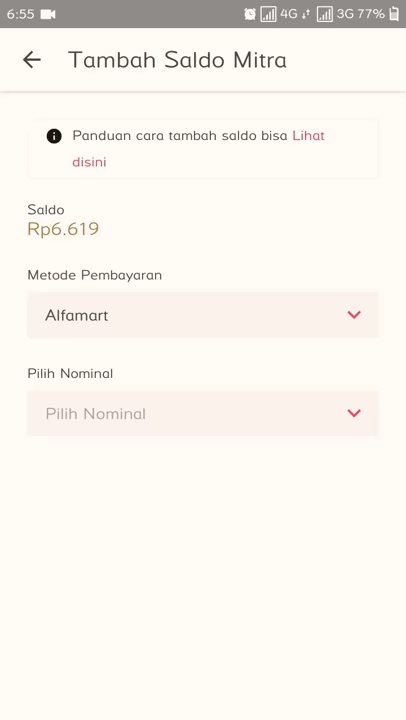 6:55 4G 3G 77%
Tambah Saldo Mitra
Panduan cara tambah saldo bisa Lihat
disini
Saldo
Rp6.619
Metode Pembayaran
Alfamart
Pilih Nominal
Pilih Nominal